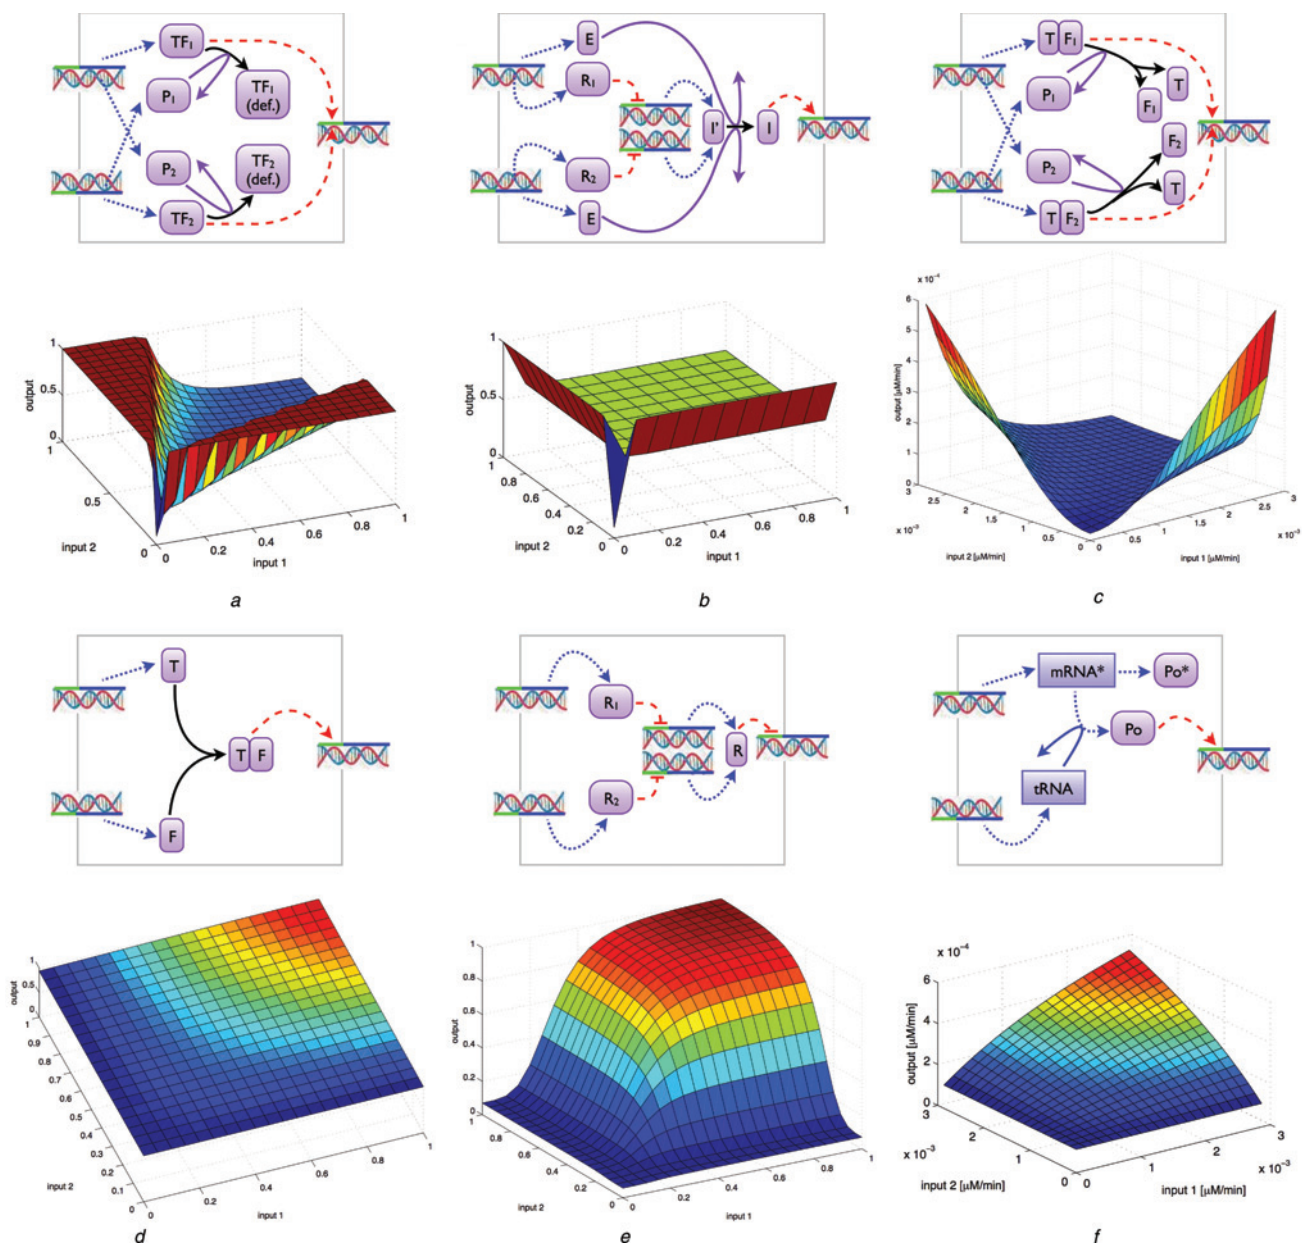 TF1
P1
TF1
(def.)
P2
TF2
(def.)
TF2
E
R1
I'
I
R2
E
T F1
P1
T
F1
F2
P2
T
T F2
output
1
0.5
0
1
0.5
0
input 2
0
0.2
0.4
0.6
0.8
1
input 1
a
output
1
0.5
0
1
0.8
0.6
0.4
0.2
0
input 2
0
0.2
0.4
0.6
0.8
1
input 1
b
x 10⁻⁴
output [μM/min]
6
5
4
3
2
1
0
3
2.5
2
1.5
1
0.5
0
x 10⁻³
input 2 [μM/min]
0
0.5
1
1.5
2
2.5
3
x 10⁻³
input 1 [μM/min]
c
T
T F
F
R1
R
R2
mRNA*
Po*
Po
tRNA
output
1
0.5
0
1
0.9
0.8
0.7
0.6
0.5
0.4
0.3
0.2
0.1
0
input 2
0
0.2
0.4
0.6
0.8
1
input 1
d
output
1
0.8
0.6
0.4
0.2
0
1
0.8
0.6
0.4
0.2
0
input 2
0
0.2
0.4
0.6
0.8
1
input 1
e
x 10⁻⁴
output [μM/min]
6
4
2
0
3
2
1
0
x 10⁻³
input 2 [μM/min]
0
1
2
3
x 10⁻³
input 1 [μM/min]
f